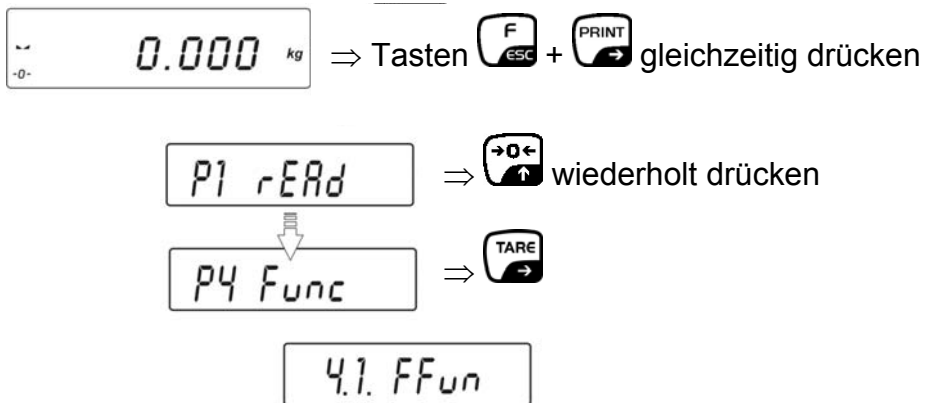 -0- 0.000 kg ⇒ Tasten F ESC + PRINT gleichzeitig drücken
P1 rEAd ⇒ →0← wiederholt drücken
P4 Func ⇒ TARE
4.1. FFun